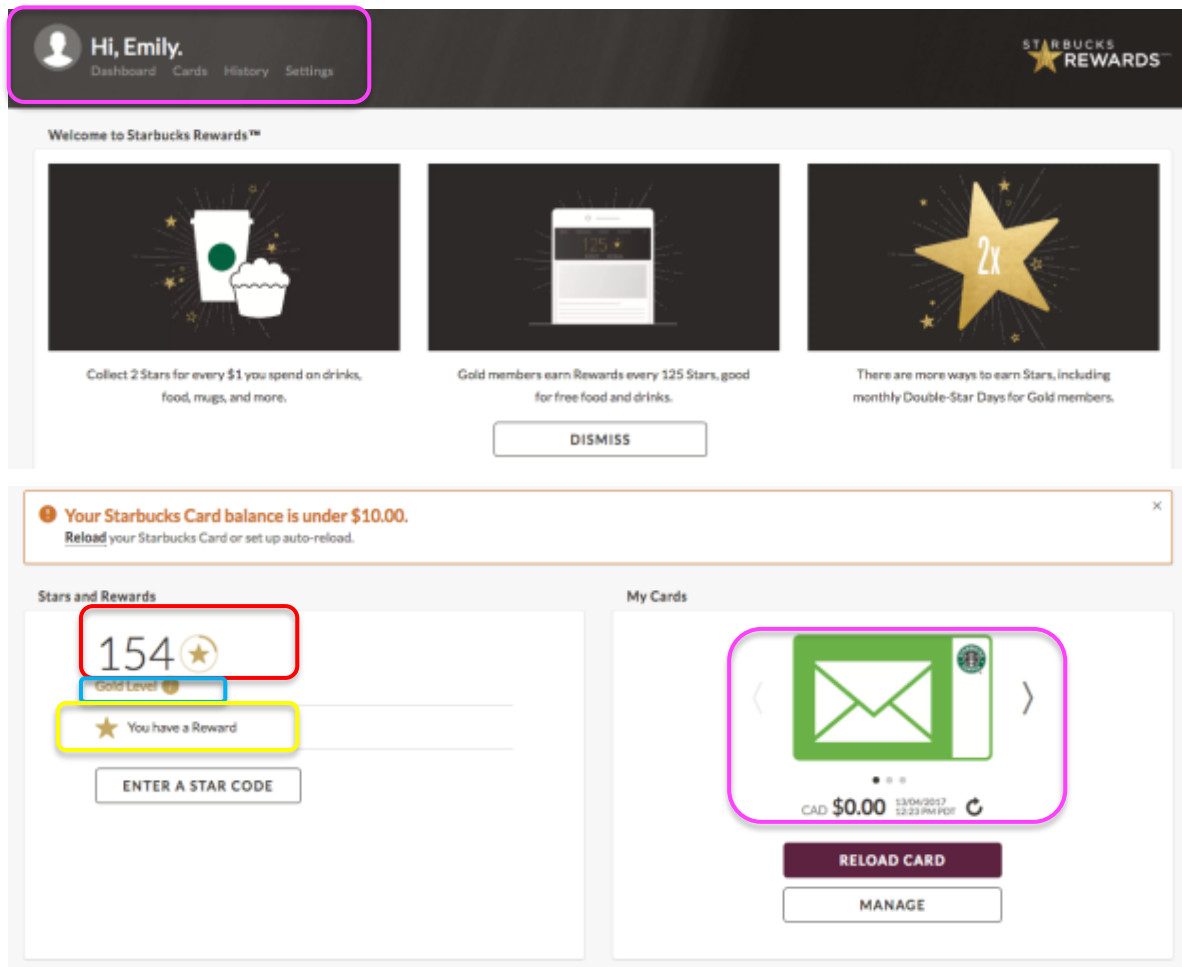 Hi, Emily.
Dashboard Cards History Settings
STARBUCKS
REWARDS
Welcome to Starbucks Rewards™
125
2x
Collect 2 Stars for every $1 you spend on drinks,
food, mugs, and more.
Gold members earn Rewards every 125 Stars, good
for free food and drinks.
There are more ways to earn Stars, including
monthly Double-Star Days for Gold members.
DISMISS
Your Starbucks Card balance is under $10.00.
Reload your Starbucks Card or set up auto-reload.
Stars and Rewards
154
Gold Level
You have a Reward
ENTER A STAR CODE
My Cards
CAD $0.00 13/04/2017
12:23 PM PDT
RELOAD CARD
MANAGE